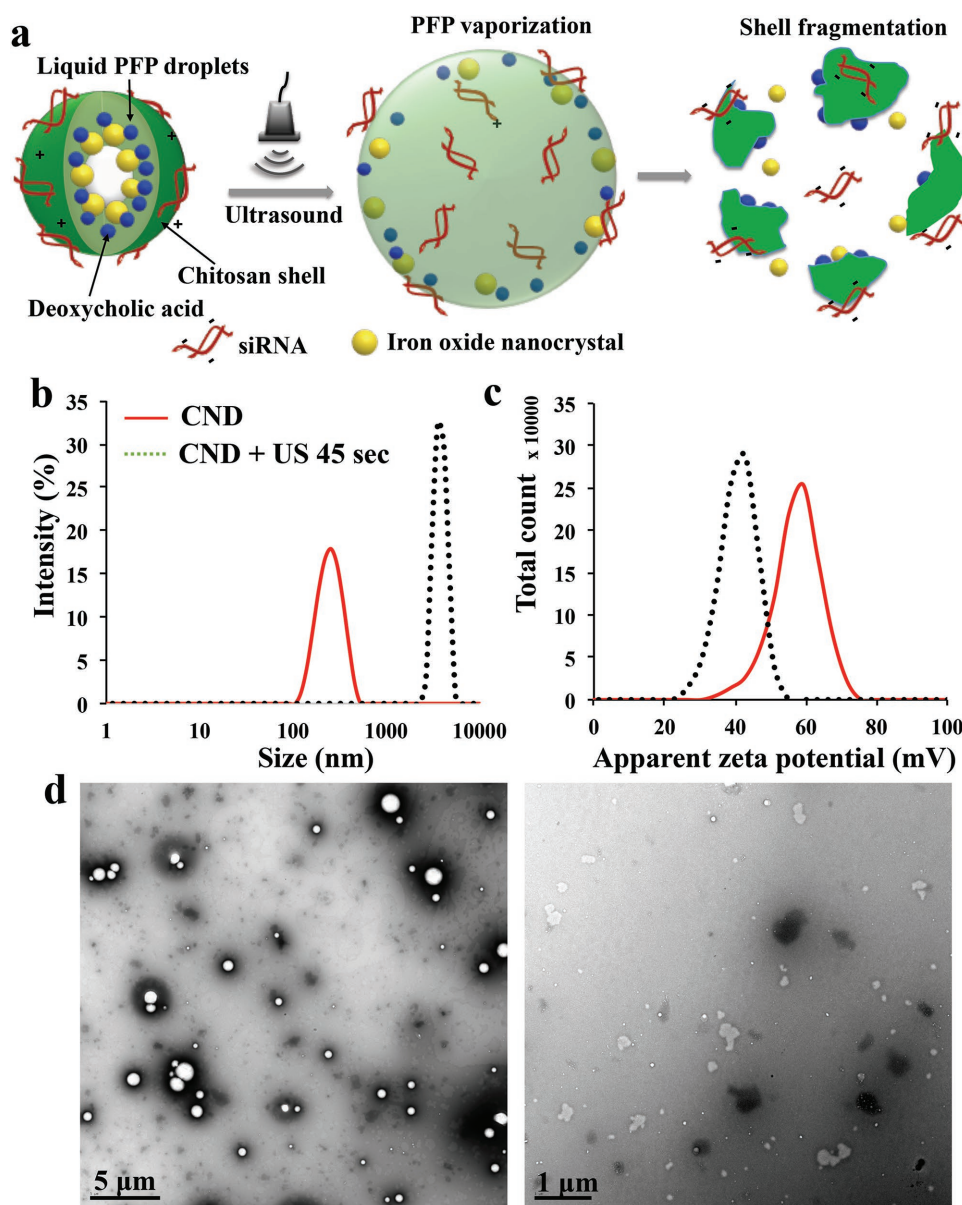 a
PFP vaporization
Shell fragmentation
Liquid PFP droplets
+
+
+
+
+
Ultrasound
Chitosan shell
Deoxycholic acid
siRNA
Iron oxide nanocrystal
b
CND
CND + US 45 sec
Intensity (%)
35
30
25
20
15
10
5
0
1
10
100
1000
10000
Size (nm)
c
Total count x 10000
35
30
25
20
15
10
5
0
0
20
40
60
80
100
Apparent zeta potential (mV)
d
5 µm
1 µm